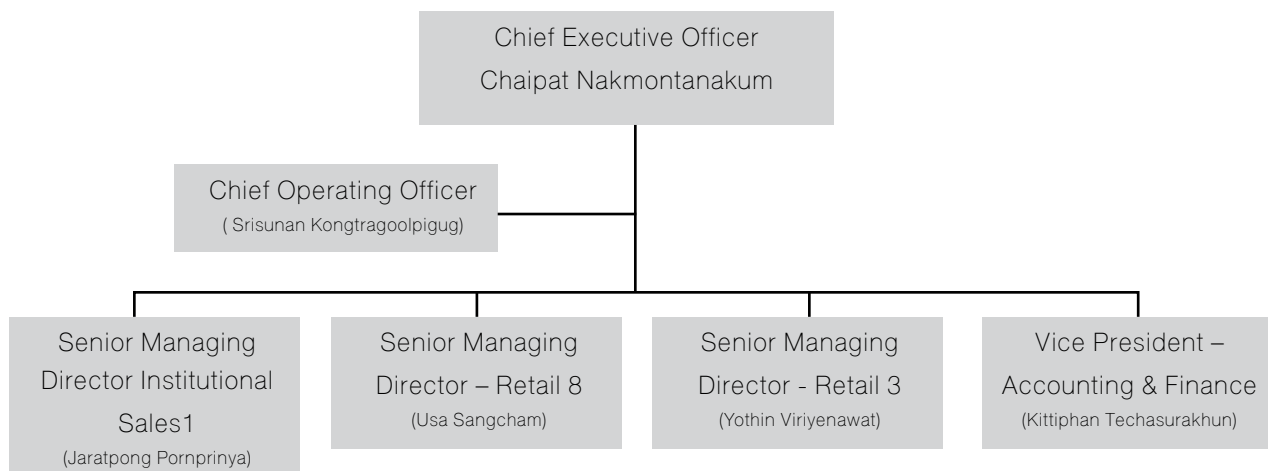 Chief Executive Officer
Chaipat Nakmontanakum
Chief Operating Officer
( Srisunan Kongtragoolpigug)
Senior Managing
Director Institutional
Sales1
(Jaratpong Pornprinya)
Senior Managing
Director – Retail 8
(Usa Sangcham)
Senior Managing
Director - Retail 3
(Yothin Viriyenawat)
Vice President –
Accounting & Finance
(Kittiphan Techasurakhun)